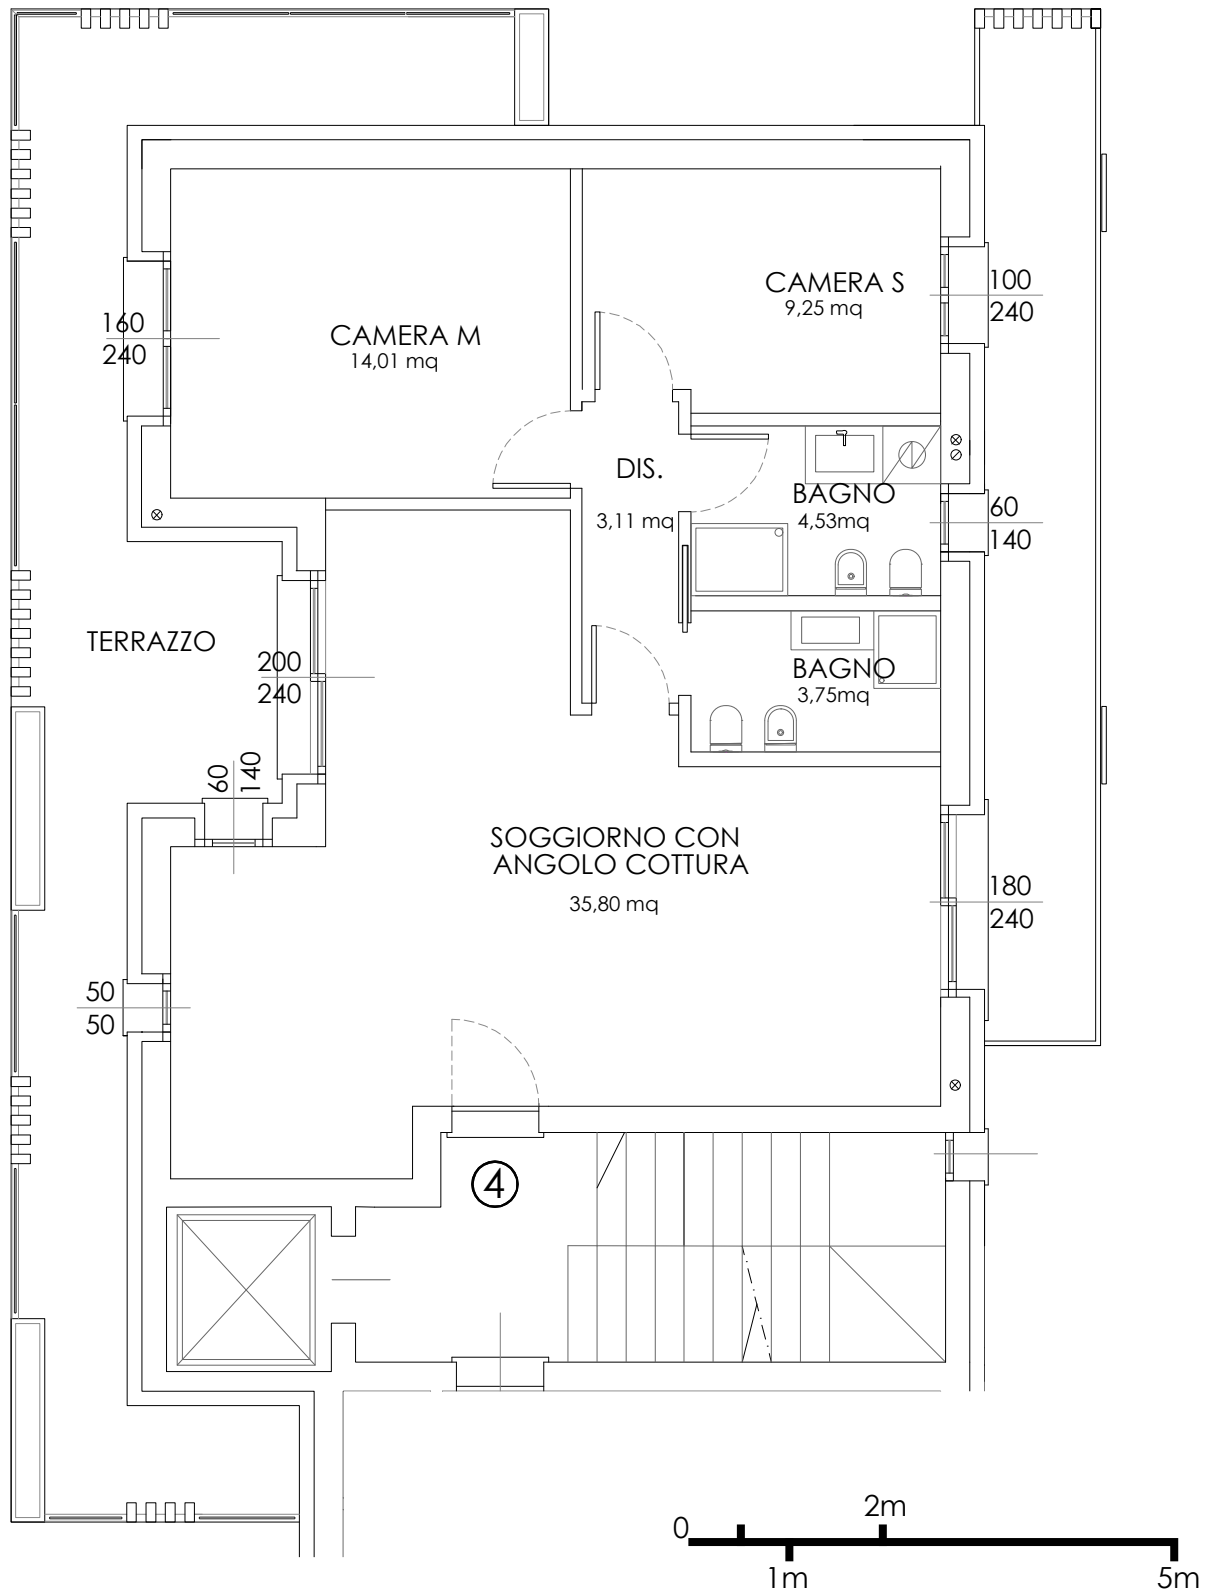 100
240
CAMERA S
9,25 mq
160
240
CAMERA M
14,01 mq
DIS.
3,11 mq
BAGNO
4,53mq
60
140
TERRAZZO
200
240
BAGNO
3,75mq
60
140
SOGGIORNO CON
ANGOLO COTTURA
35,80 mq
180
240
50
50
4
0
2m
1m
5m